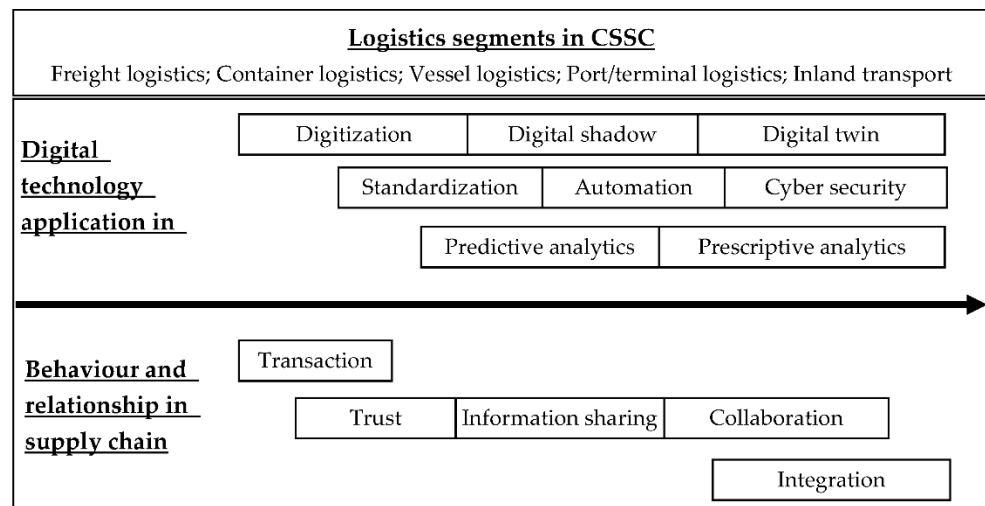 Logistics segments in CSSC
Freight logistics; Container logistics; Vessel logistics; Port/terminal logistics; Inland transport
Digital
technology
application in
Digitization
Digital shadow
Digital twin
Standardization
Automation
Cyber security
Predictive analytics
Prescriptive analytics
Behaviour and
relationship in
supply chain
Transaction
Trust
Information sharing
Collaboration
Integration